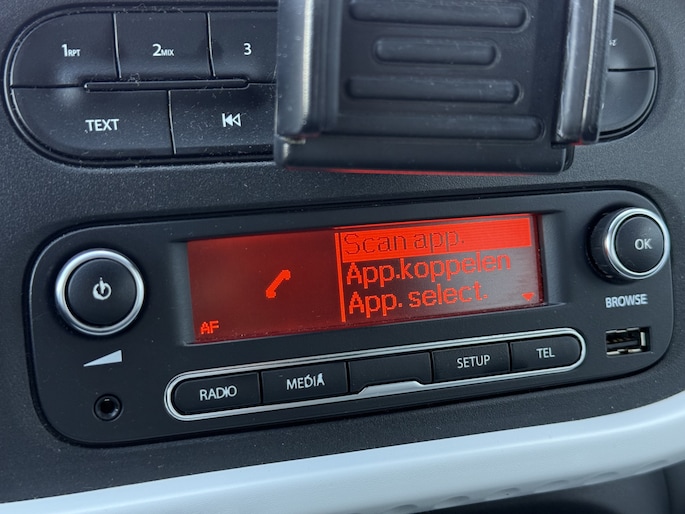 1RPT
2MIX
3
TEXT
Scan app.
App.koppelen
App. select.
AF
OK
BROWSE
RADIO
MEDIA
SETUP
TEL